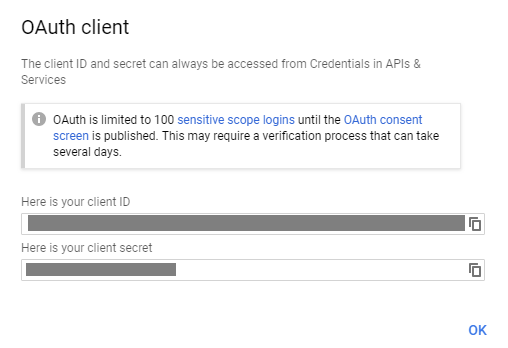 OAuth client
The client ID and secret can always be accessed from Credentials in APIs &
Services
OAuth is limited to 100 sensitive scope logins until the OAuth consent
screen is published. This may require a verification process that can take
several days.
Here is your client ID
Here is your client secret
OK